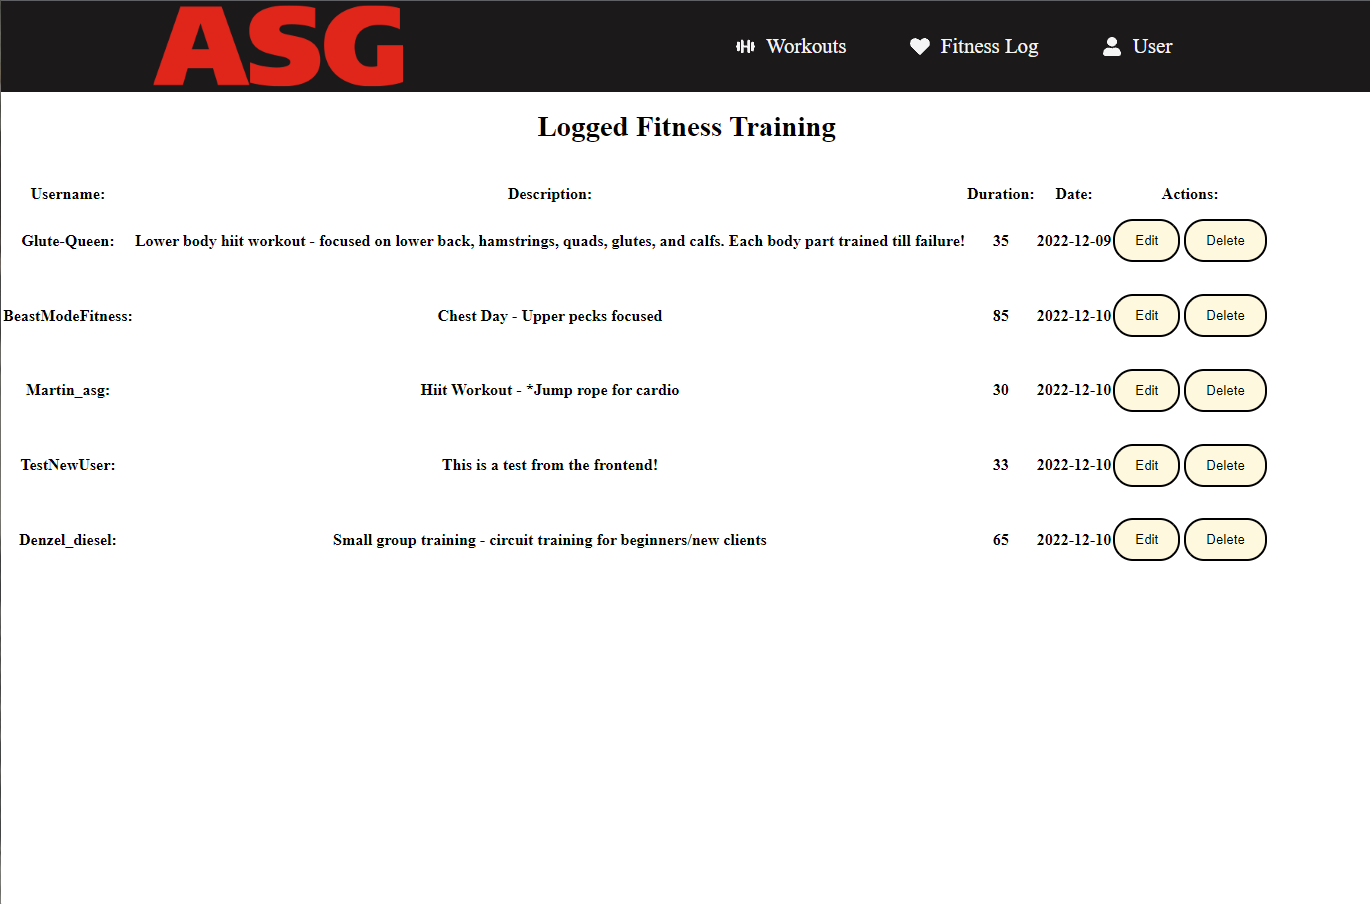 ASG
Workouts Fitness Log User
Logged Fitness Training
Username: Description: Duration: Date: Actions:
Glute-Queen: Lower body hiit workout - focused on lower back, hamstrings, quads, glutes, and calfs. Each body part trained till failure! 35 2022-12-09 Edit Delete
BeastModeFitness: Chest Day - Upper pecks focused 85 2022-12-10 Edit Delete
Martin_asg: Hiit Workout - *Jump rope for cardio 30 2022-12-10 Edit Delete
TestNewUser: This is a test from the frontend! 33 2022-12-10 Edit Delete
Denzel_diesel: Small group training - circuit training for beginners/new clients 65 2022-12-10 Edit Delete